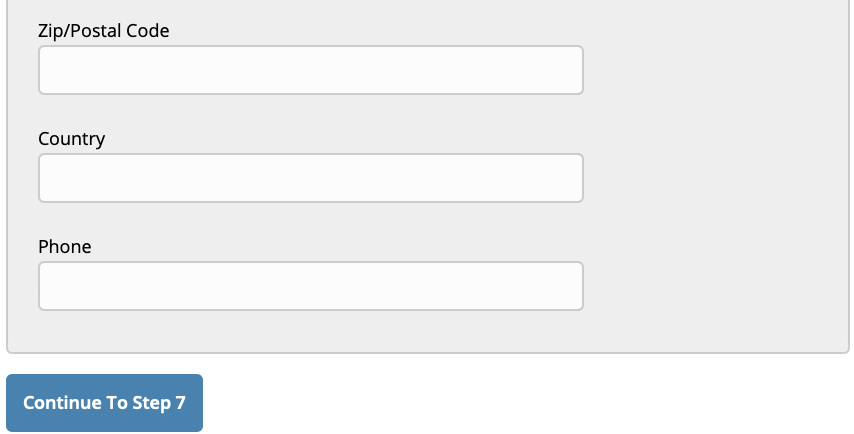 Zip/Postal Code
Country
Phone
Continue To Step 7